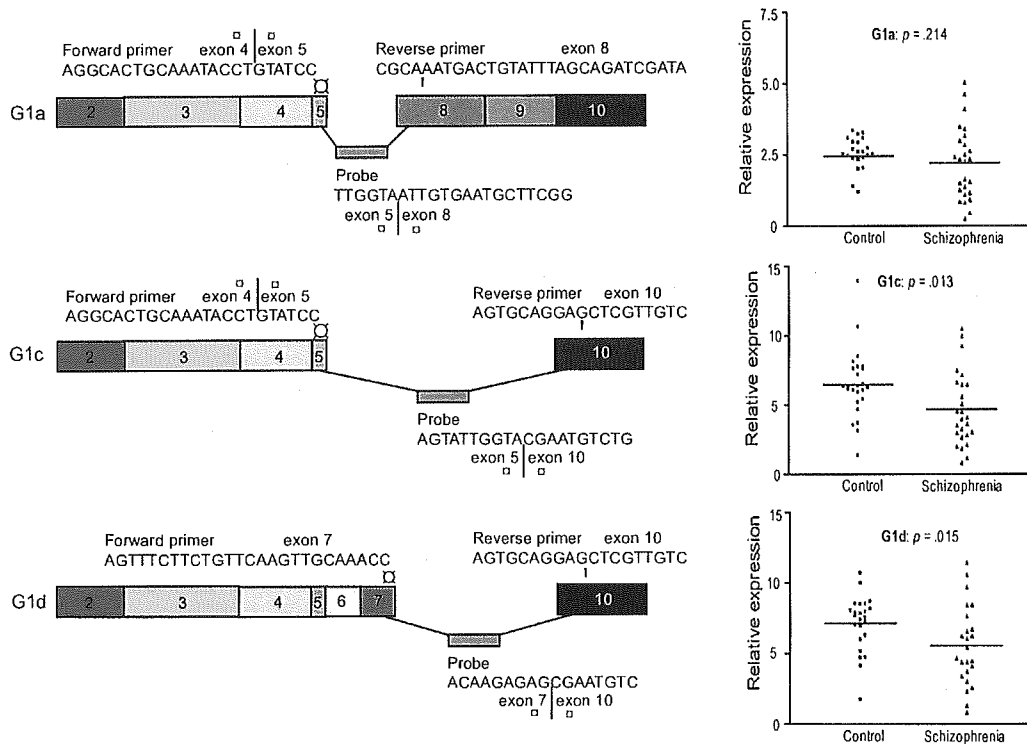 Forward primer exon 4 exon 5
AGGCACTGCAAATACCTGTATCC
Reverse primer exon 8
CGCAAATGACTGTATTTAGCAGATCGATA
G1a 2 3 4 5 8 9 10
Probe
TTGGTAATTGTGAATGCTTCGG
exon 5 exon 8
Relative expression
7.5
5.0
2.5
0
G1a: p = .214
Control Schizophrenia
Forward primer exon 4 exon 5
AGGCACTGCAAATACCTGTATCC
Reverse primer exon 10
AGTGCAGGAGCTCGTTGTC
G1c 2 3 4 5 10
Probe
AGTATTGGTACGAATGTCTG
exon 5 exon 10
Relative expression
15
10
5
0
G1c: p = .013
Control Schizophrenia
Forward primer exon 7
AGTTTCTTCTGTTCAAGTTGCAAACC
Reverse primer exon 10
AGTGCAGGAGCTCGTTGTC
G1d 2 3 4 5 6 7 10
Probe
ACAAGAGAGCGAATGTC
exon 7 exon 10
Relative expression
15
10
5
0
G1d: p = .015
Control Schizophrenia